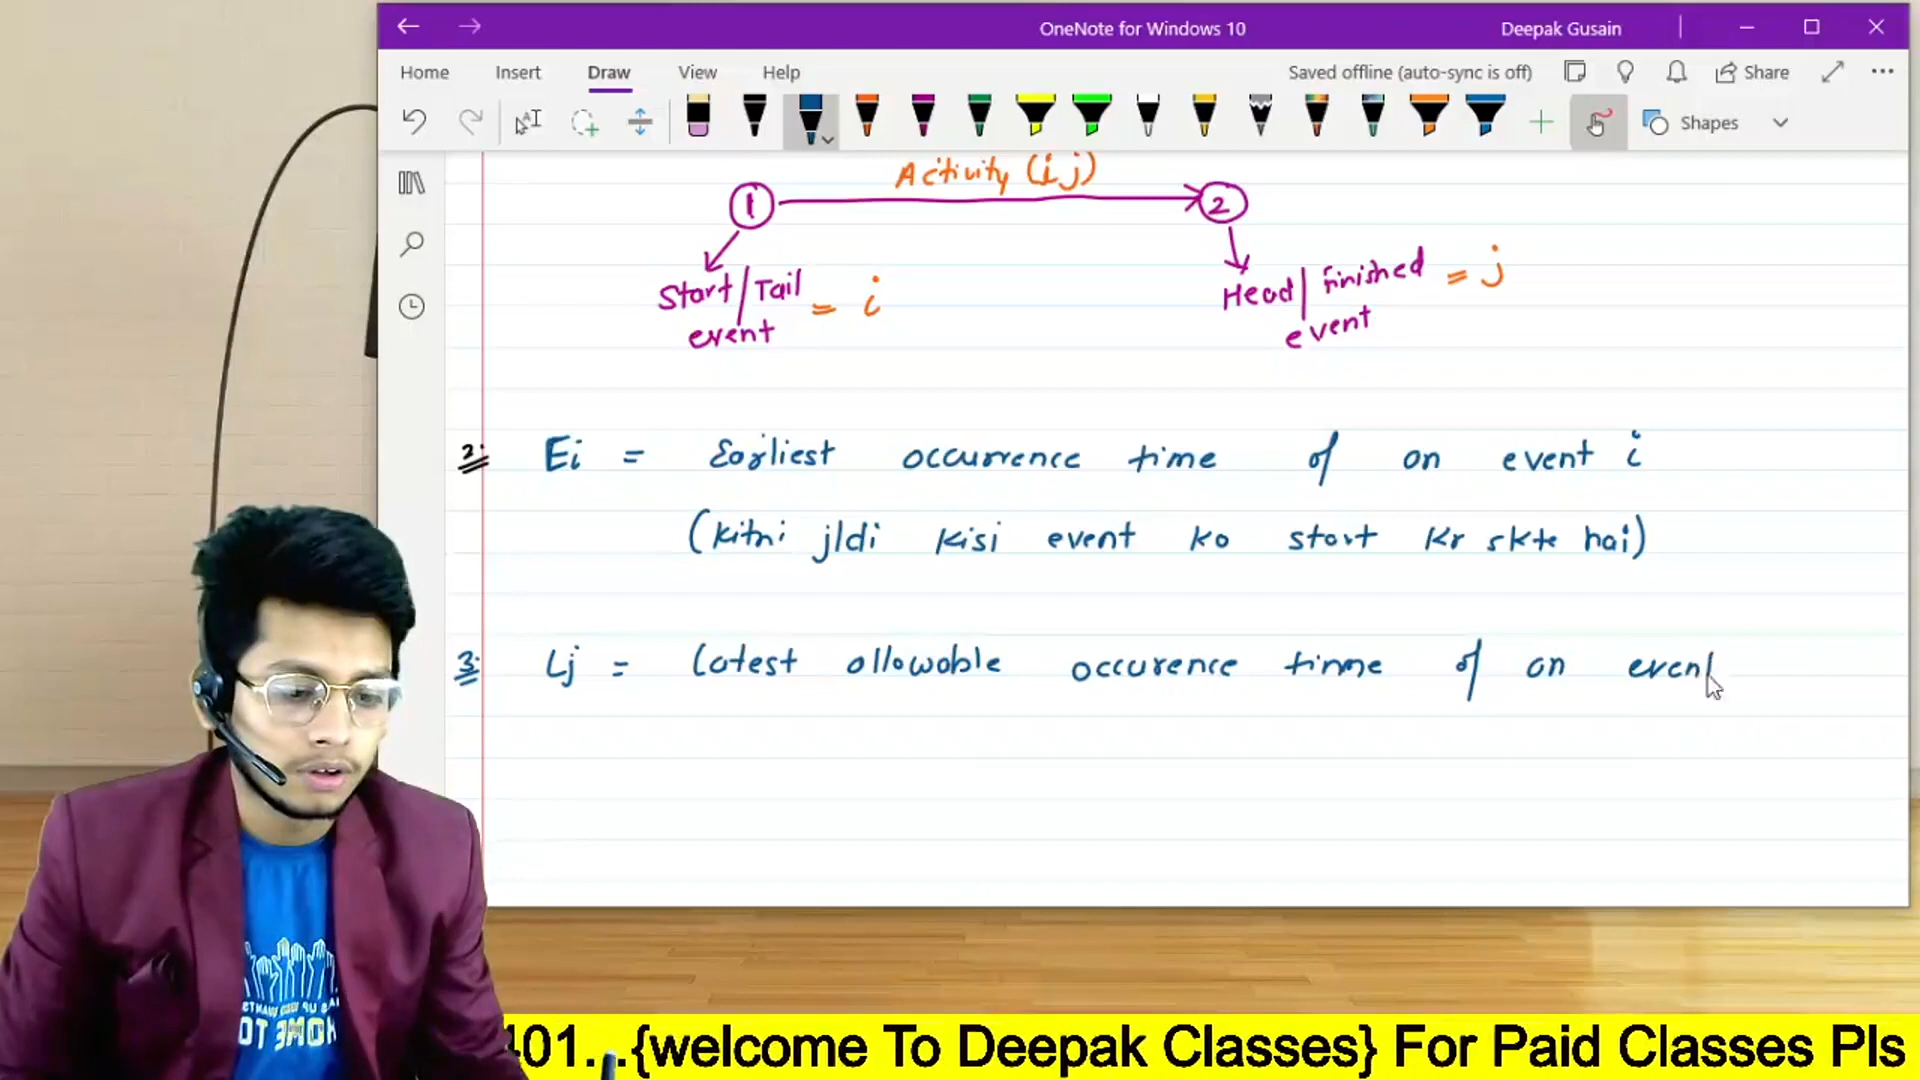 OneNote for Windows 10
Deepak Gusain
Home Insert Draw View Help
Saved offline (auto-sync is off)
Share
Shapes
Activity (i j)
1
2
Start/Tail event = i
Head/finished event = j
2: Ei = Earliest occurrence time of an event i
(kitni jldi kisi event ko start kr skte hai)
3: Lj = Latest allowable occurence time of an event
HOME TO
401...{welcome To Deepak Classes} For Paid Classes Pls